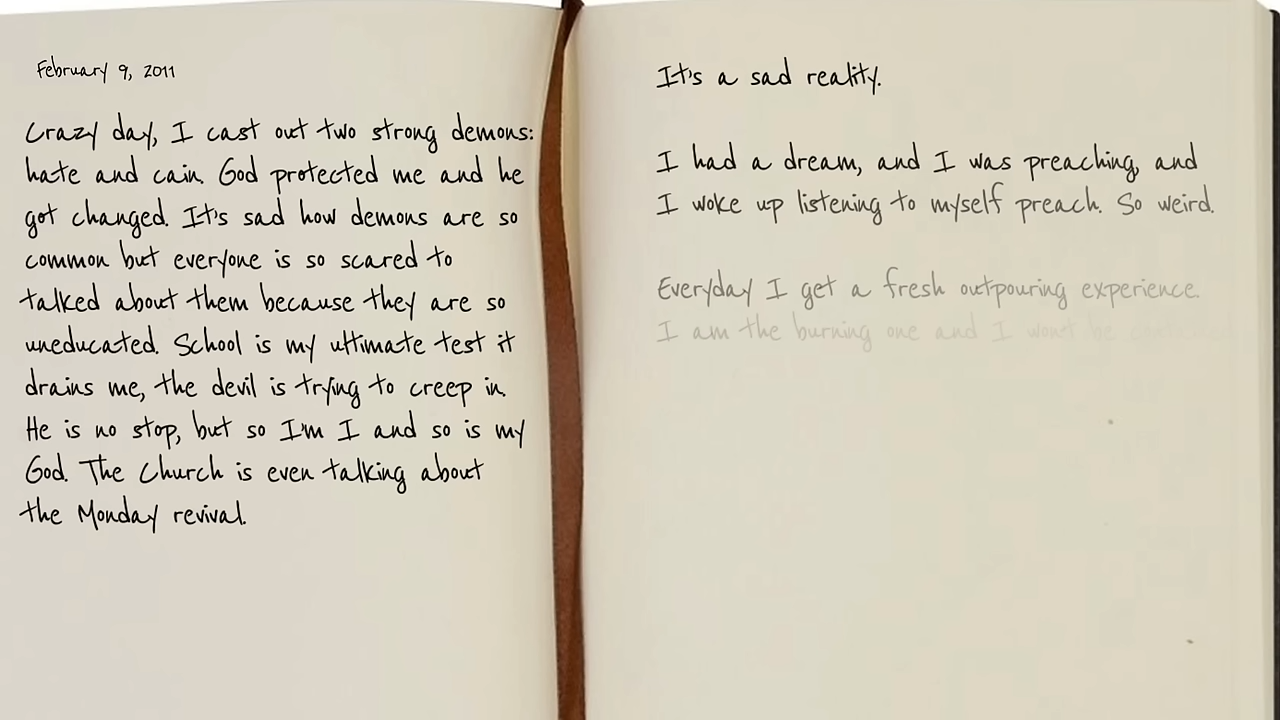 February 9, 2011
Crazy day, I cast out two strong demons:
hate and cain. God protected me and he
got changed. It's sad how demons are so
common but everyone is so scared to
talked about them because they are so
uneducated. School is my ultimate test it
drains me, the devil is trying to creep in.
He is no stop, but so I'm I and so is my
God. The Church is even talking about
the Monday revival.
It's a sad reality.
I had a dream, and I was preaching, and
I woke up listening to myself preach. So weird.
Everyday I get a fresh outpouring experience.
I am the burning one and I wont be